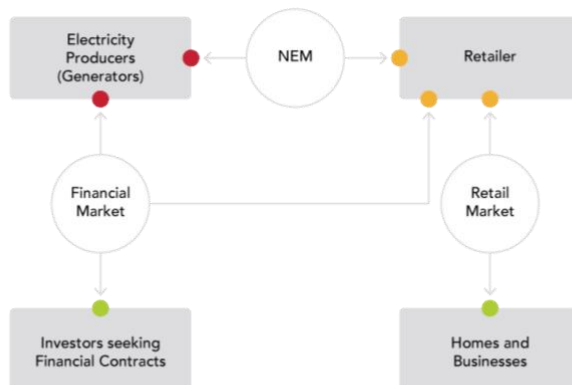 Electricity
Producers
(Generators)
NEM
Retailer
Financial
Market
Retail
Market
Investors seeking
Financial Contracts
Homes and
Businesses